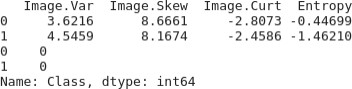 Image.Var  Image.Skew  Image.Curt  Entropy
0     3.6216      8.6661     -2.8073 -0.44699
1     4.5459      8.1674     -2.4586 -1.46210
0    0
1    0
Name: Class, dtype: int64